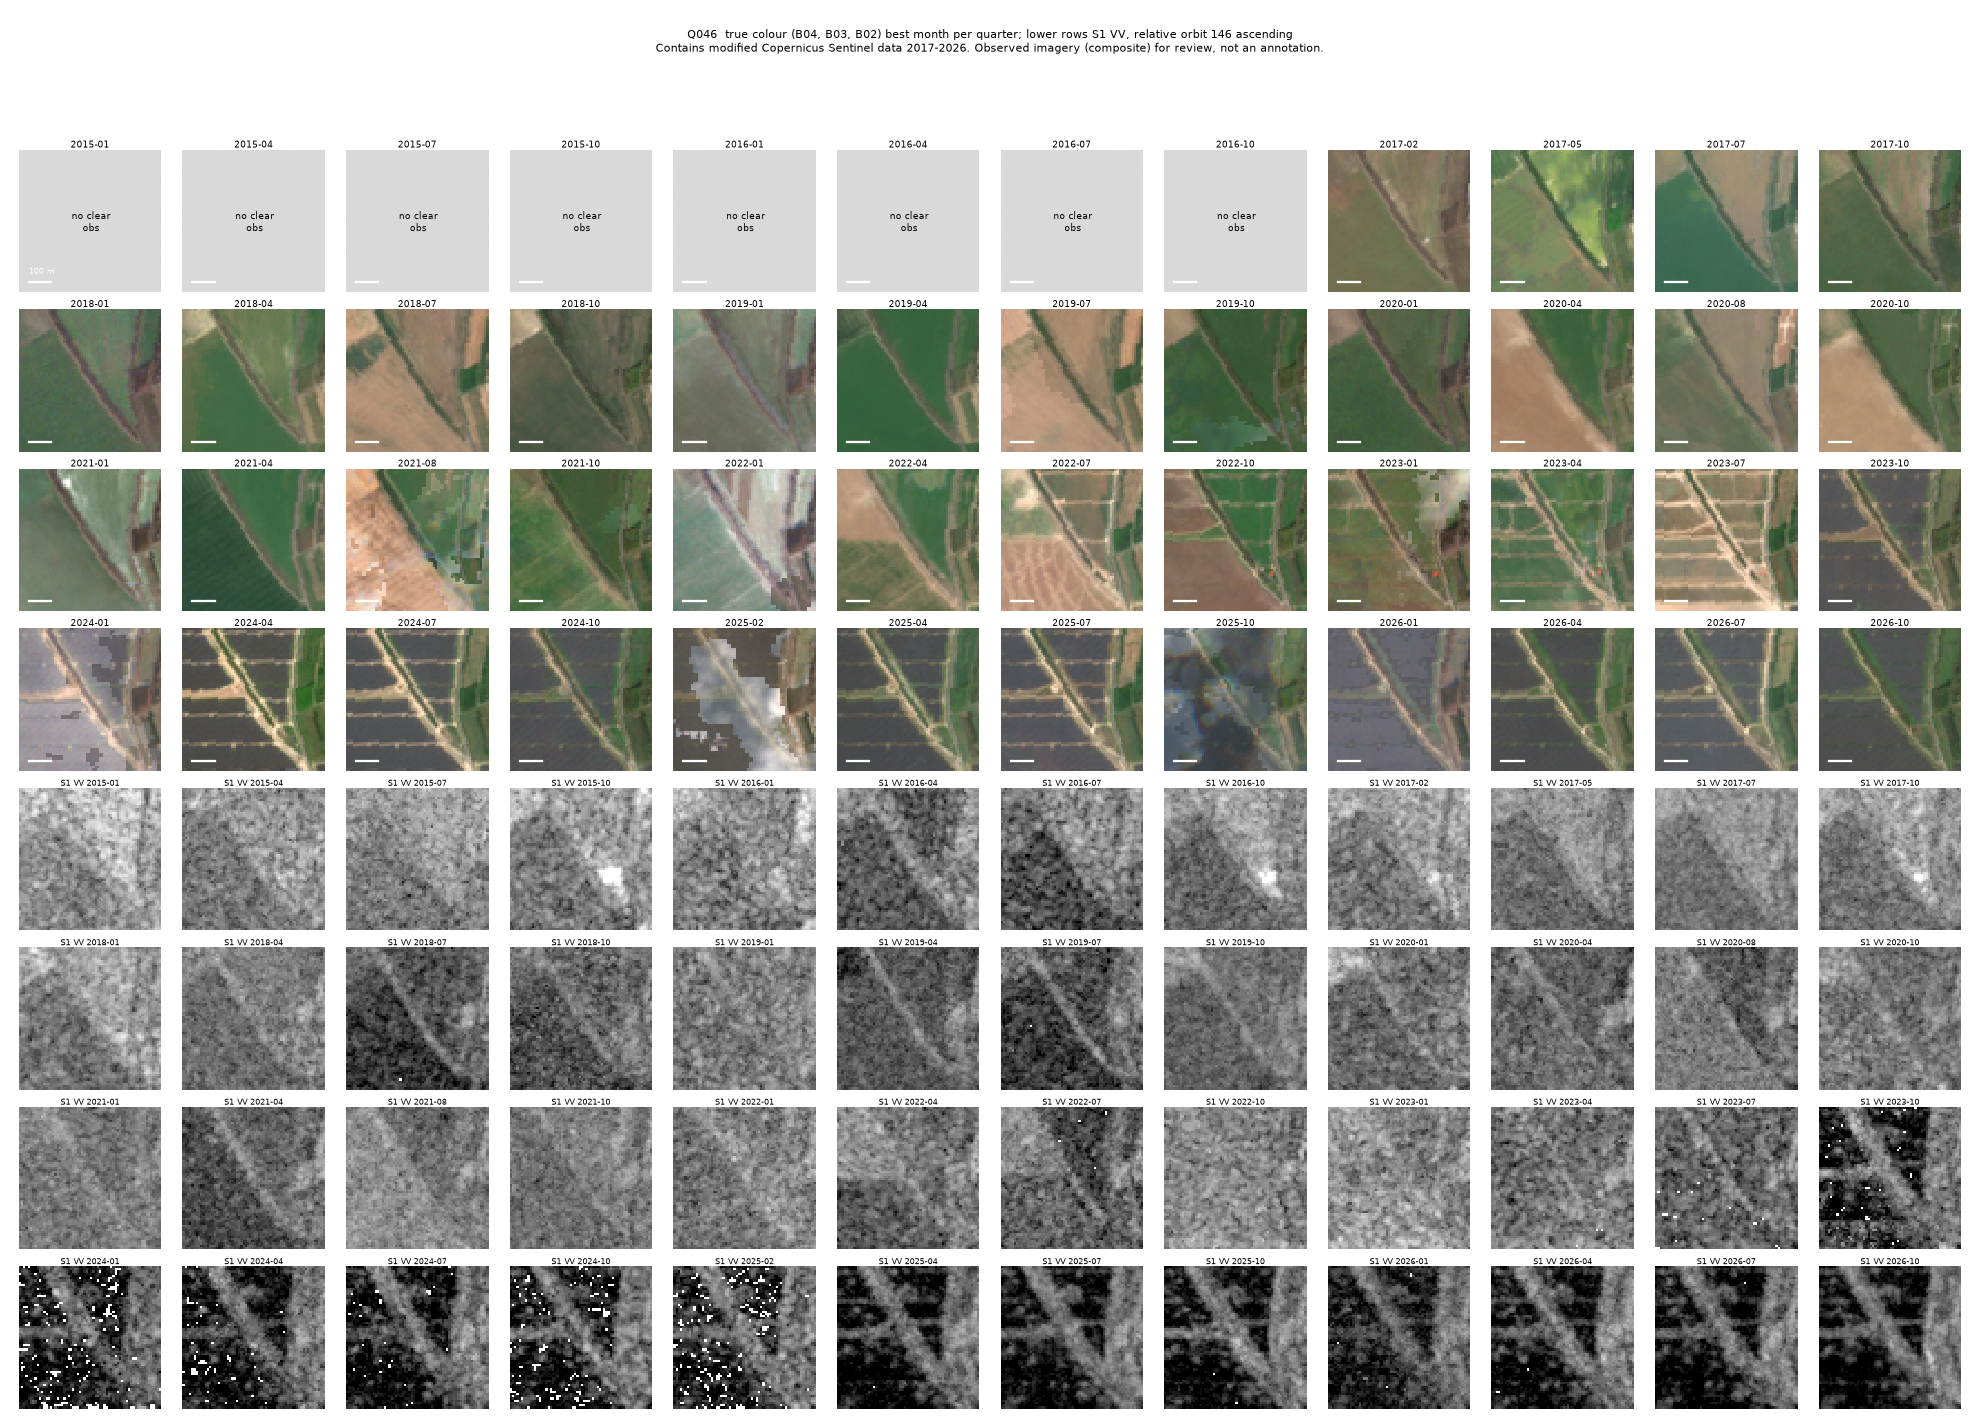 Q046  true colour (B04, B03, B02) best month per quarter; lower rows S1 VV, relative orbit 146 ascending
Contains modified Copernicus Sentinel data 2017-2026. Observed imagery (composite) for review, not an annotation.
2015-01 2015-04 2015-07 2015-10 2016-01 2016-04 2016-07 2016-10 2017-02 2017-05 2017-07 2017-10
no clear no clear no clear no clear no clear no clear no clear no clear
obs obs obs obs obs obs obs obs
100 m
2018-01 2018-04 2018-07 2018-10 2019-01 2019-04 2019-07 2019-10 2020-01 2020-04 2020-08 2020-10
2021-01 2021-04 2021-08 2021-10 2022-01 2022-04 2022-07 2022-10 2023-01 2023-04 2023-07 2023-10
2024-01 2024-04 2024-07 2024-10 2025-02 2025-04 2025-07 2025-10 2026-01 2026-04 2026-07 2026-10
S1 VV 2015-01 S1 VV 2015-04 S1 VV 2015-07 S1 VV 2015-10 S1 VV 2016-01 S1 VV 2016-04 S1 VV 2016-07 S1 VV 2016-10 S1 VV 2017-02 S1 VV 2017-05 S1 VV 2017-07 S1 VV 2017-10
S1 VV 2018-01 S1 VV 2018-04 S1 VV 2018-07 S1 VV 2018-10 S1 VV 2019-01 S1 VV 2019-04 S1 VV 2019-07 S1 VV 2019-10 S1 VV 2020-01 S1 VV 2020-04 S1 VV 2020-08 S1 VV 2020-10
S1 VV 2021-01 S1 VV 2021-04 S1 VV 2021-08 S1 VV 2021-10 S1 VV 2022-01 S1 VV 2022-04 S1 VV 2022-07 S1 VV 2022-10 S1 VV 2023-01 S1 VV 2023-04 S1 VV 2023-07 S1 VV 2023-10
S1 VV 2024-01 S1 VV 2024-04 S1 VV 2024-07 S1 VV 2024-10 S1 VV 2025-02 S1 VV 2025-04 S1 VV 2025-07 S1 VV 2025-10 S1 VV 2026-01 S1 VV 2026-04 S1 VV 2026-07 S1 VV 2026-10